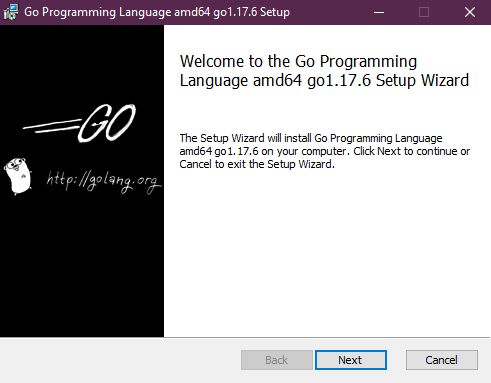 Go Programming Language amd64 go1.17.6 Setup
GO
http://golang.org
Welcome to the Go Programming
Language amd64 go1.17.6 Setup Wizard
The Setup Wizard will install Go Programming Language
amd64 go1.17.6 on your computer. Click Next to continue or
Cancel to exit the Setup Wizard.
Back
Next
Cancel